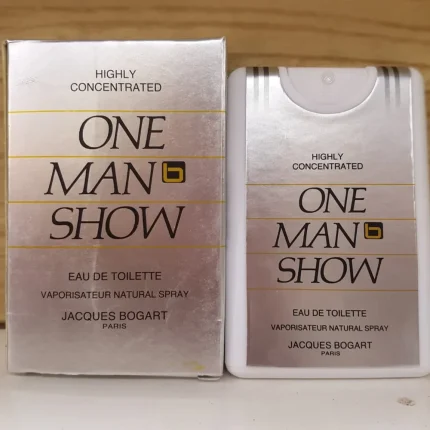 HIGHLY
CONCENTRATED
ONE
MAN b
SHOW
EAU DE TOILETTE
VAPORISATEUR NATURAL SPRAY
JACQUES BOGART
PARIS
HIGHLY
CONCENTRATED
ONE
MAN b
SHOW
EAU DE TOILETTE
VAPORISATEUR NATURAL SPRAY
JACQUES BOGART
PARIS